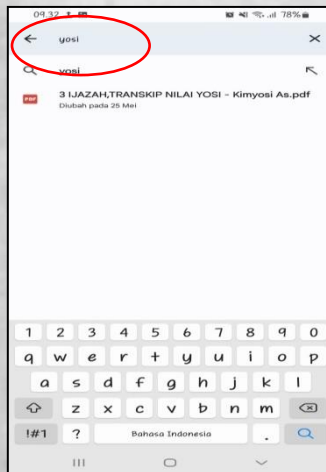 09.32 78%
yosi
yosi
PDF 3 IJAZAH,TRANSKIP NILAI YOSI - Kimyosi As.pdf
Diubah pada 25 Mei
1 2 3 4 5 6 7 8 9 0
q w e r t y u i o p
a s d f g h j k l
z x c v b n m
!#1 ? Bahasa Indonesia .